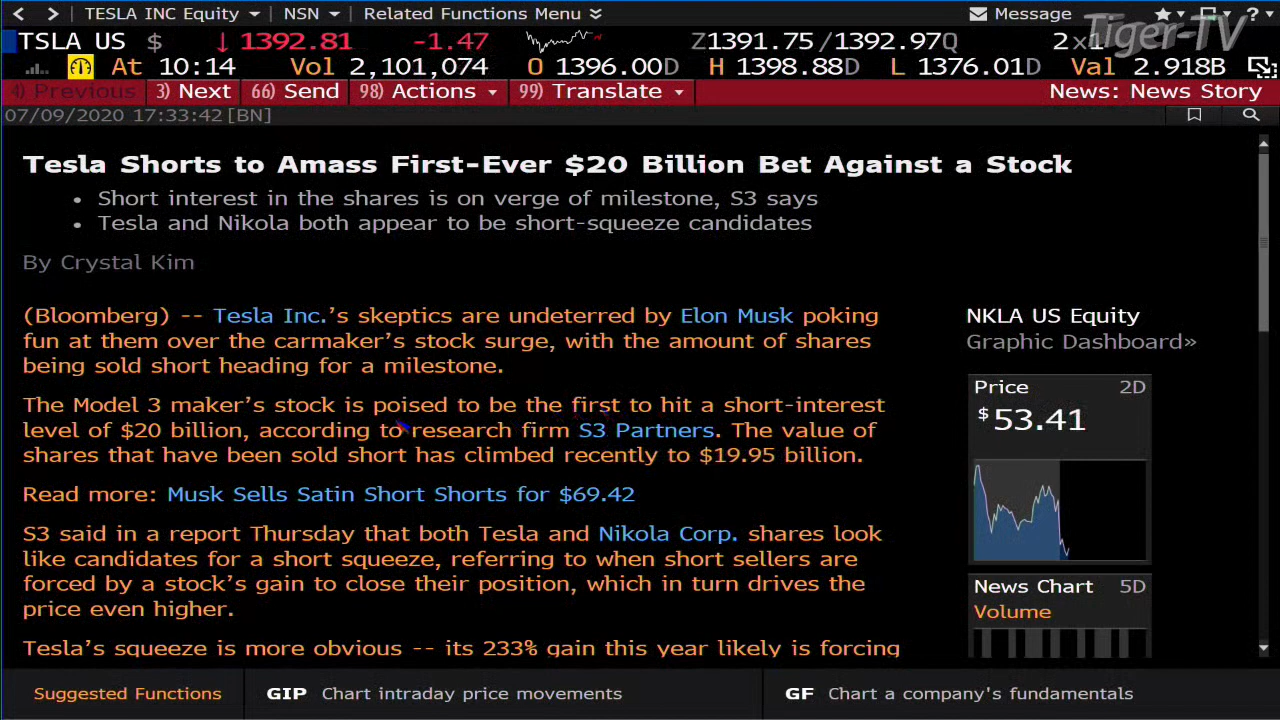 TESLA INC Equity NSN Related Functions Menu Message ?
TSLA US $ ↓ 1392.81 -1.47 Z1391.75/1392.97Q 2x1
Tiger-TV
At 10:14 Vol 2,101,074 O 1396.00D H 1398.88D L 1376.01D Val 2.918B
4) Previous 3) Next 66) Send 98) Actions 99) Translate News: News Story
07/09/2020 17:33:42 [BN]
Tesla Shorts to Amass First-Ever $20 Billion Bet Against a Stock
• Short interest in the shares is on verge of milestone, S3 says
• Tesla and Nikola both appear to be short-squeeze candidates
By Crystal Kim
(Bloomberg) -- Tesla Inc.'s skeptics are undeterred by Elon Musk poking
fun at them over the carmaker's stock surge, with the amount of shares
being sold short heading for a milestone.
The Model 3 maker's stock is poised to be the first to hit a short-interest
level of $20 billion, according to research firm S3 Partners. The value of
shares that have been sold short has climbed recently to $19.95 billion.
Read more: Musk Sells Satin Short Shorts for $69.42
S3 said in a report Thursday that both Tesla and Nikola Corp. shares look
like candidates for a short squeeze, referring to when short sellers are
forced by a stock's gain to close their position, which in turn drives the
price even higher.
Tesla's squeeze is more obvious -- its 233% gain this year likely is forcing
NKLA US Equity
Graphic Dashboard»
Price 2D
$53.41
News Chart 5D
Volume
Suggested Functions GIP Chart intraday price movements GF Chart a company's fundamentals